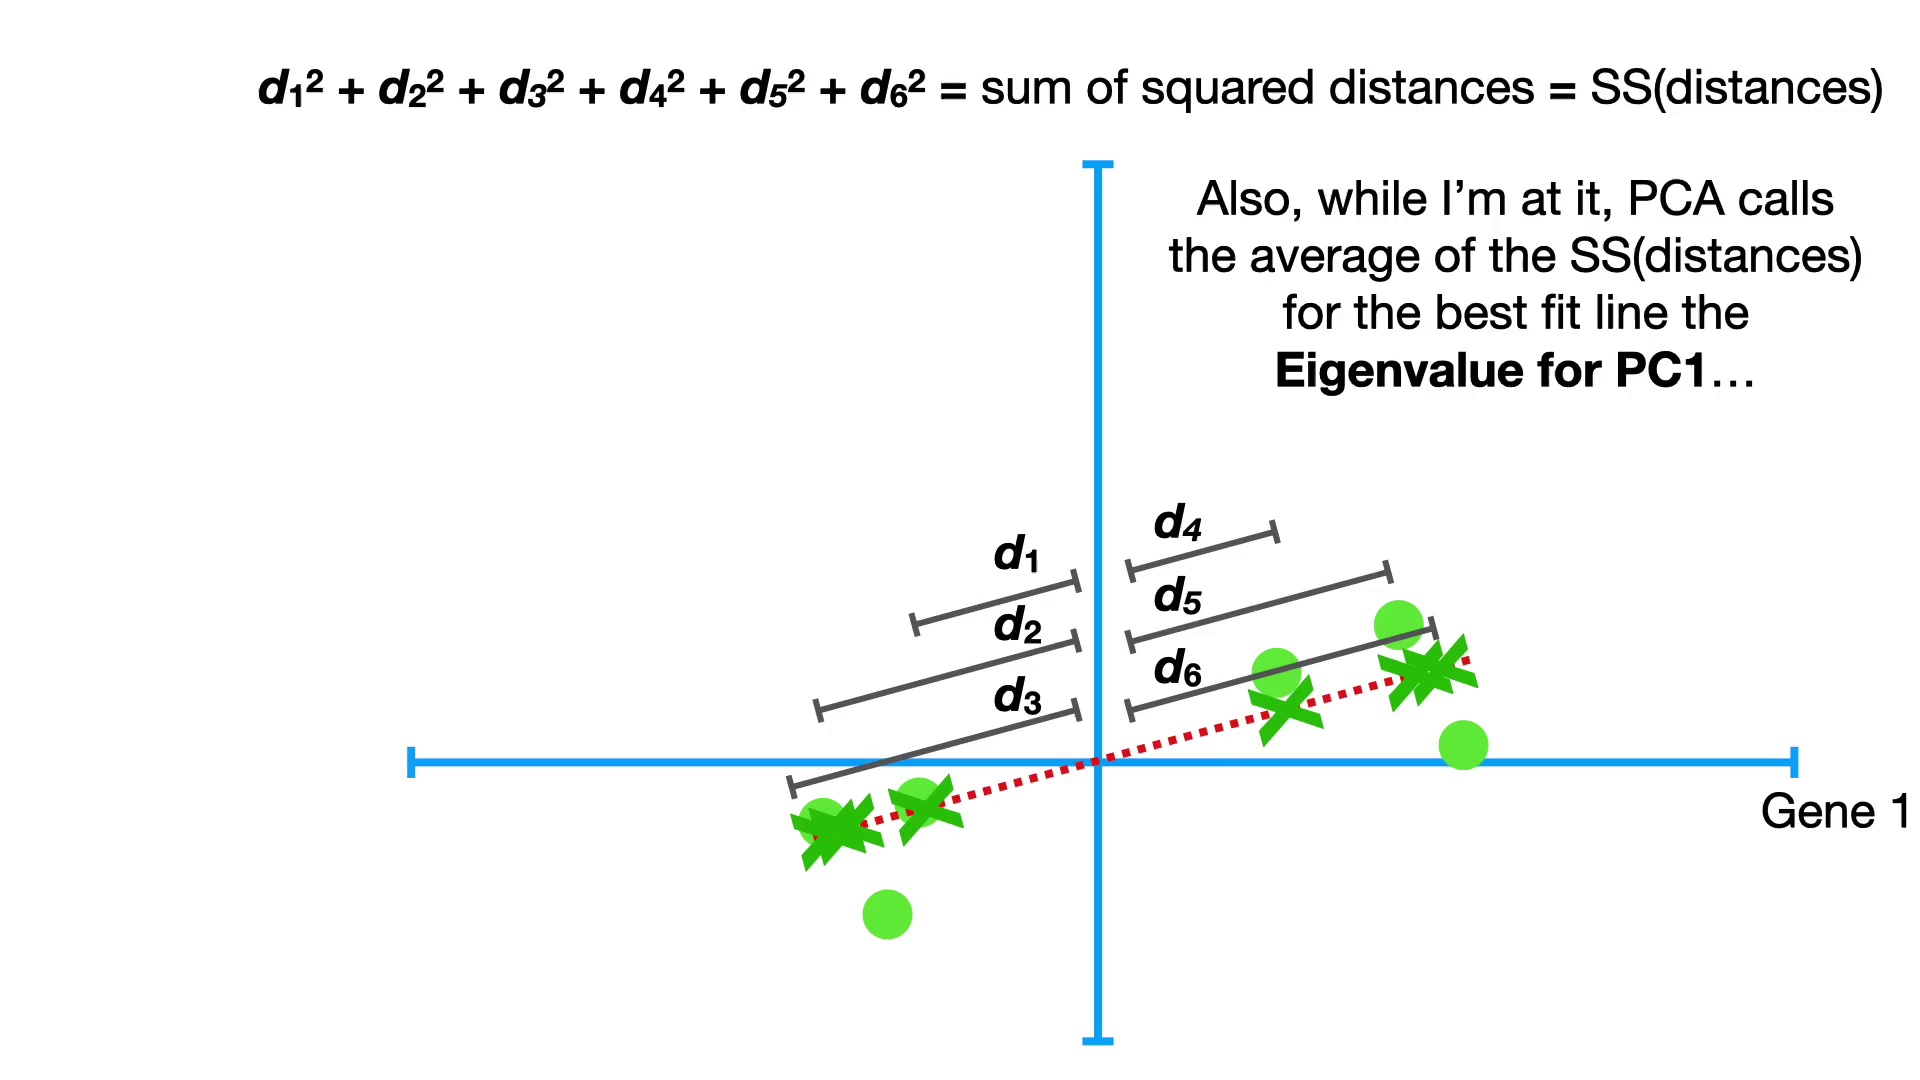 d₁² + d₂² + d₃² + d₄² + d₅² + d₆² = sum of squared distances = SS(distances)
Also, while I’m at it, PCA calls
the average of the SS(distances)
for the best fit line the
Eigenvalue for PC1…
d₄
d₁
d₅
d₂
d₆
d₃
Gene 1